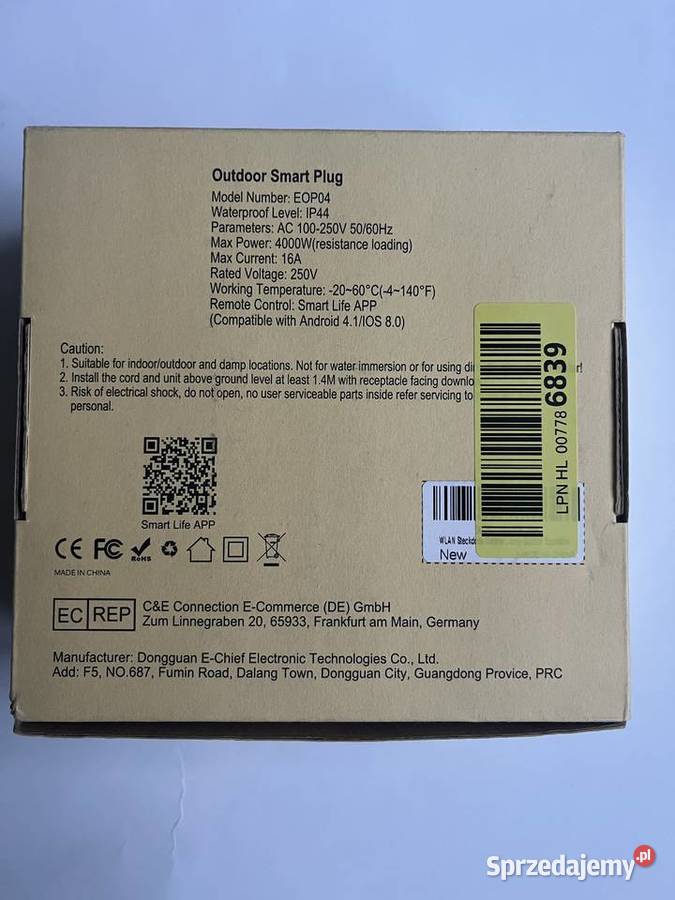 Outdoor Smart Plug
Model Number: EOP04
Waterproof Level: IP44
Parameters: AC 100-250V 50/60Hz
Max Power: 4000W(resistance loading)
Max Current: 16A
Rated Voltage: 250V
Working Temperature: -20~60°C(-4~140°F)
Remote Control: Smart Life APP
(Compatible with Android 4.1/IOS 8.0)
Caution:
1. Suitable for indoor/outdoor and damp locations. Not for water immersion or for using
2. Install the cord and unit above ground level at least 1.4M with receptacle facing
3. Risk of electrical shock, do not open, no user serviceable parts inside refer servicing to
personal.
LPN HL 00778 6839
Smart Life APP
WLAN
New
CE FC RoHS
MADE IN CHINA
EC REP
C&E Connection E-Commerce (DE) GmbH
Zum Linnegraben 20, 65933, Frankfurt am Main, Germany
Manufacturer: Dongguan E-Chief Electronic Technologies Co., Ltd.
Add: F5, NO.687, Fumin Road, Dalang Town, Dongguan City, Guangdong Provice, PRC
Sprzedajemy.pl